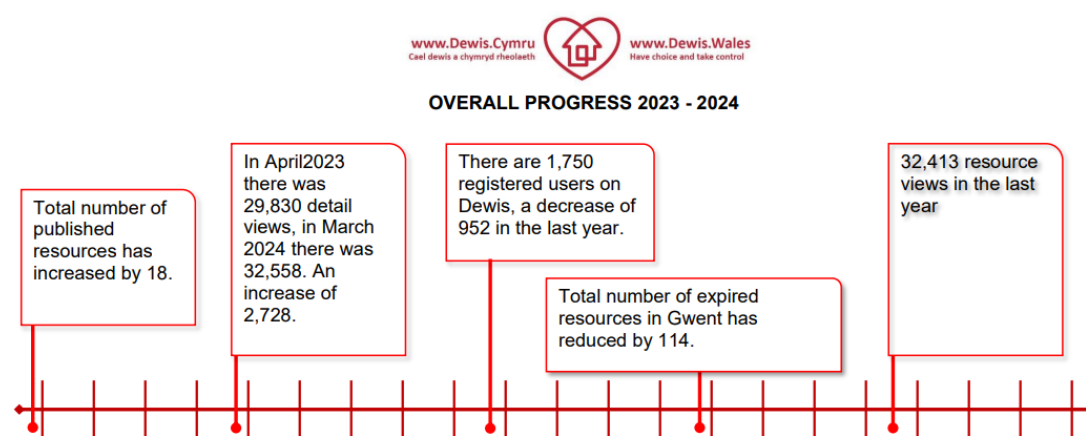 www.Dewis.Cymru
Cael dewis a chymryd rheolaeth
www.Dewis.Wales
Have choice and take control
OVERALL PROGRESS 2023 - 2024
Total number of
published
resources has
increased by 18.
In April2023
there was
29,830 detail
views, in March
2024 there was
32,558. An
increase of
2,728.
There are 1,750
registered users on
Dewis, a decrease of
952 in the last year.
Total number of expired
resources in Gwent has
reduced by 114.
32,413 resource
views in the last
year